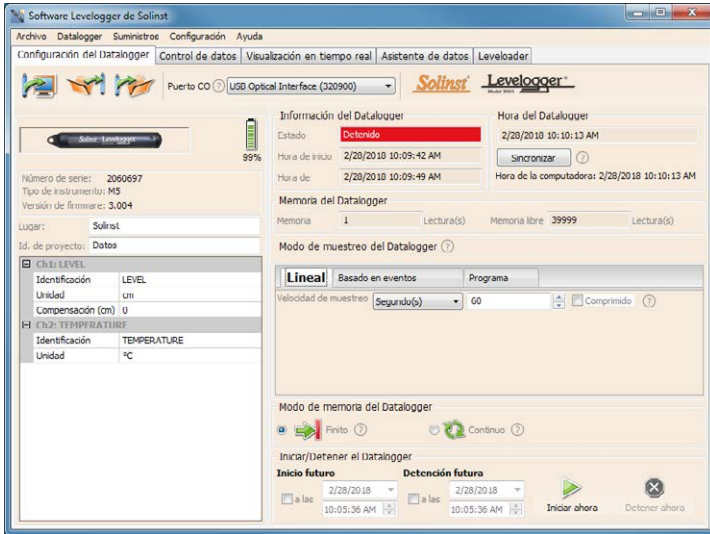 Software Levelogger de Solinst
Archivo Datalogger Suministros Configuración Ayuda
Configuración del Datalogger Control de datos Visualización en tiempo real Asistente de datos Leveloader
Puerto CO ? USB Optical Interface (320900) Solinst Levelogger
Solinst Levelogger
99%
Número de serie: 2060697
Tipo de instrumento: M5
Versión de firmware: 3.004
Lugar: Solinst
Id. de proyecto: Datos
Ch1: LEVEL
Identificación LEVEL
Unidad cm
Compensación (cm) 0
Ch2: TEMPERATURE
Identificación TEMPERATURE
Unidad °C
Información del Datalogger
Estado Detenido
Hora de inicio 2/28/2018 10:09:42 AM
Hora de 2/28/2018 10:09:49 AM
Hora del Datalogger
2/28/2018 10:10:13 AM
Sincronizar ?
Hora de la computadora: 2/28/2018 10:10:13 AM
Memoria del Datalogger
Memoria 1 Lectura(s) Memoria libre 39999 Lectura(s)
Modo de muestreo del Datalogger ?
Lineal Basado en eventos Programa
Velocidad de muestreo Segundo(s) 60 Comprimido ?
Modo de memoria del Datalogger
Finito ? Continuo ?
Iniciar/Detener el Datalogger
Inicio futuro Detención futura
a las 2/28/2018 10:05:36 AM
a las 2/28/2018 10:05:36 AM
Iniciar ahora Detener ahora